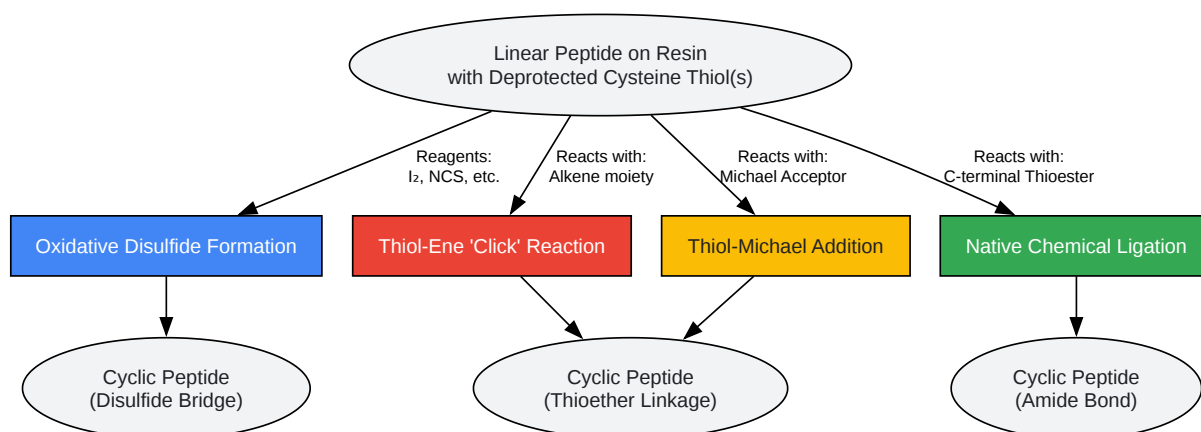 Linear Peptide on Resin
with Deprotected Cysteine Thiol(s)
Reagents:
I₂, NCS, etc.
Reacts with:
Alkene moiety
Reacts with:
Michael Acceptor
Reacts with:
C-terminal Thioester
Oxidative Disulfide Formation
Thiol-Ene 'Click' Reaction
Thiol-Michael Addition
Native Chemical Ligation
Cyclic Peptide
(Disulfide Bridge)
Cyclic Peptide
(Thioether Linkage)
Cyclic Peptide
(Amide Bond)